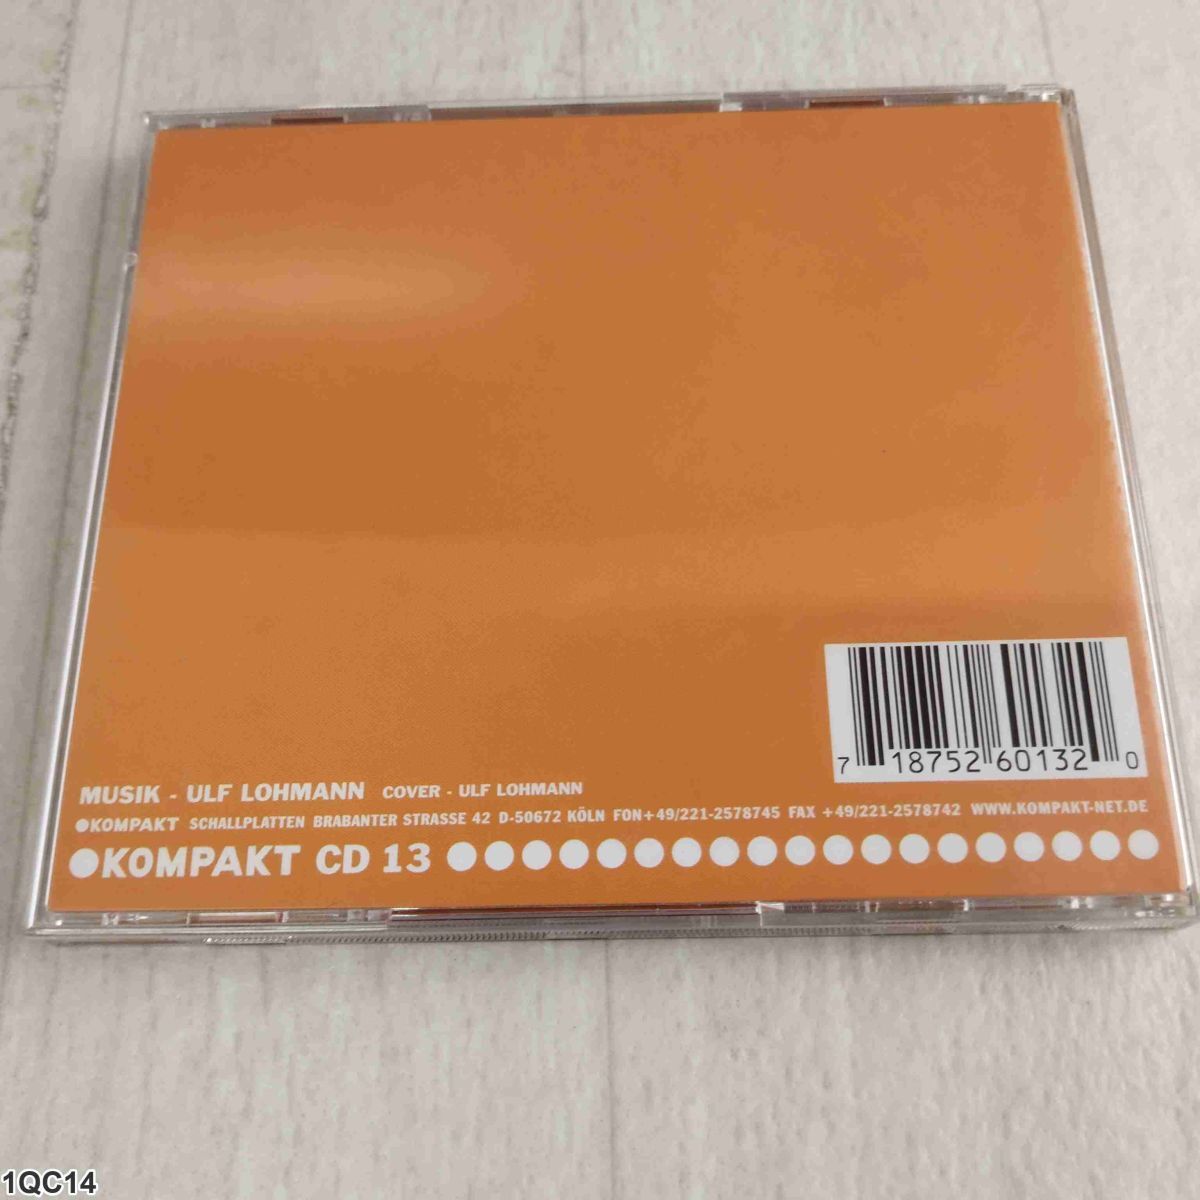 7 18752 60132 0
MUSIK - ULF LOHMANN COVER - ULF LOHMANN
KOMPAKT SCHALLPLATTEN BRABANTER STRASSE 42 D-50672 KÖLN FON+49/221-2578745 FAX +49/221-2578742 WWW.KOMPAKT-NET.DE
KOMPAKT CD 13
1QC14